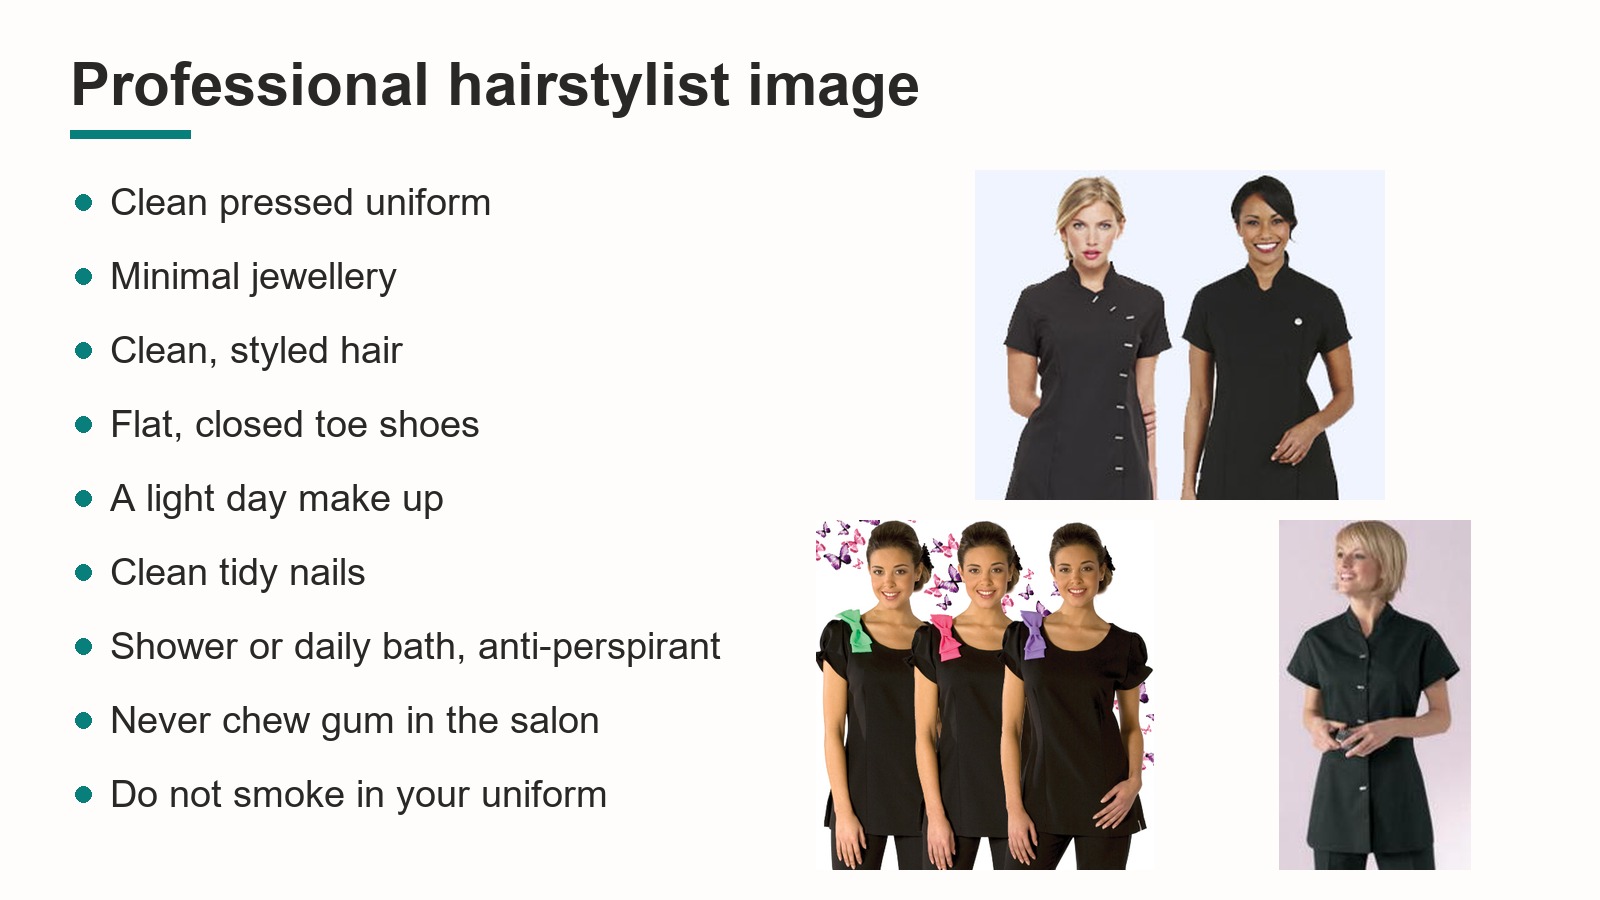 Professional hairstylist image
Clean pressed uniform
Minimal jewellery
Clean, styled hair
Flat, closed toe shoes
A light day make up
Clean tidy nails
Shower or daily bath, anti-perspirant
Never chew gum in the salon
Do not smoke in your uniform